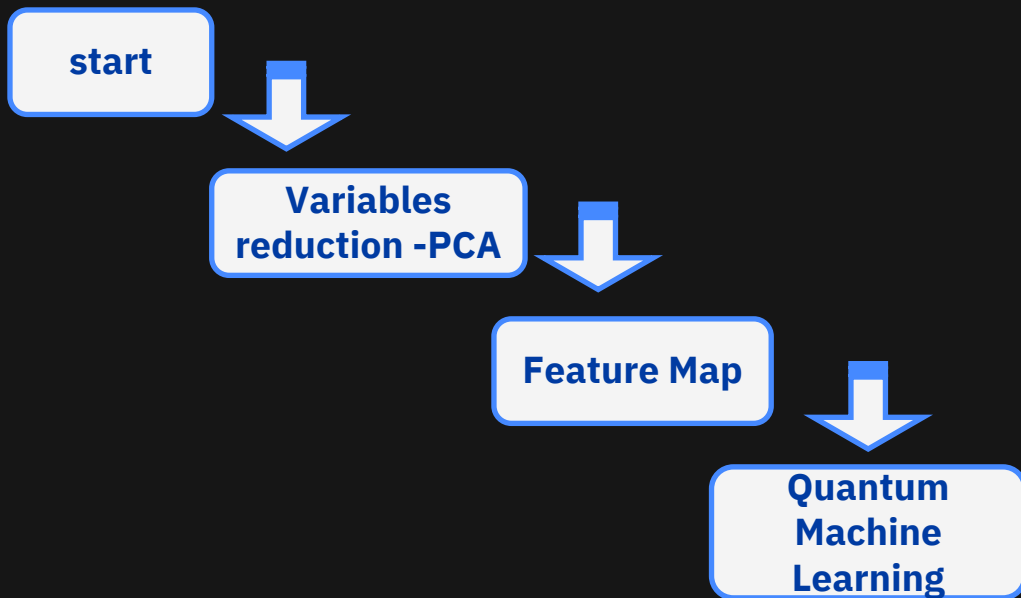 start
Variables
reduction -PCA
Feature Map
Quantum
Machine
Learning